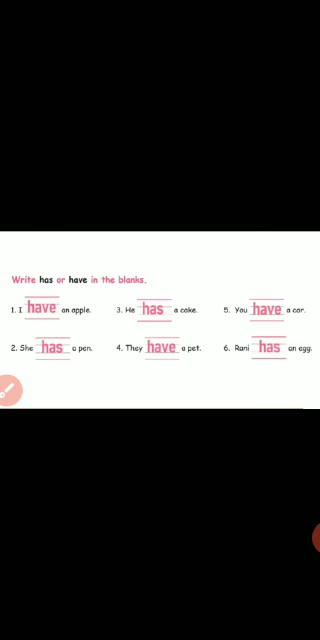 Write has or have in the blanks.
1. I have an apple. 3. He has a cake. 5. You have a car.
2. She has a pen. 4. They have a pet. 6. Rani has an egg.